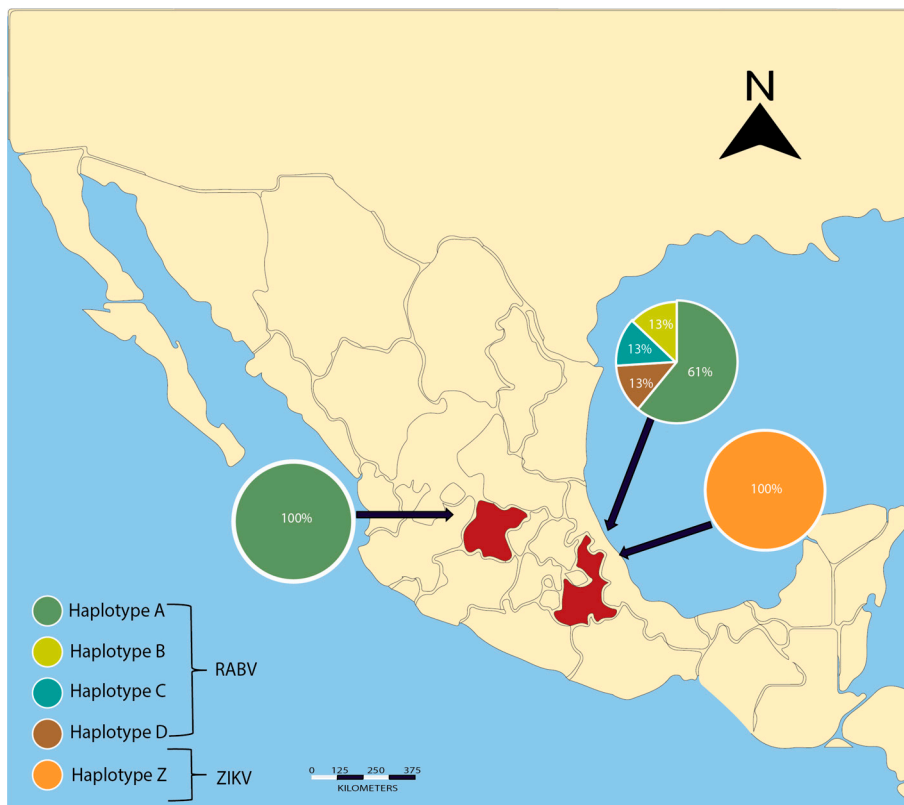 N
13%
13%
13%
61%
100%
100%
Haplotype A
Haplotype B
RABV
Haplotype C
Haplotype D
Haplotype Z
ZIKV
0 125 250 375
KILOMETERS